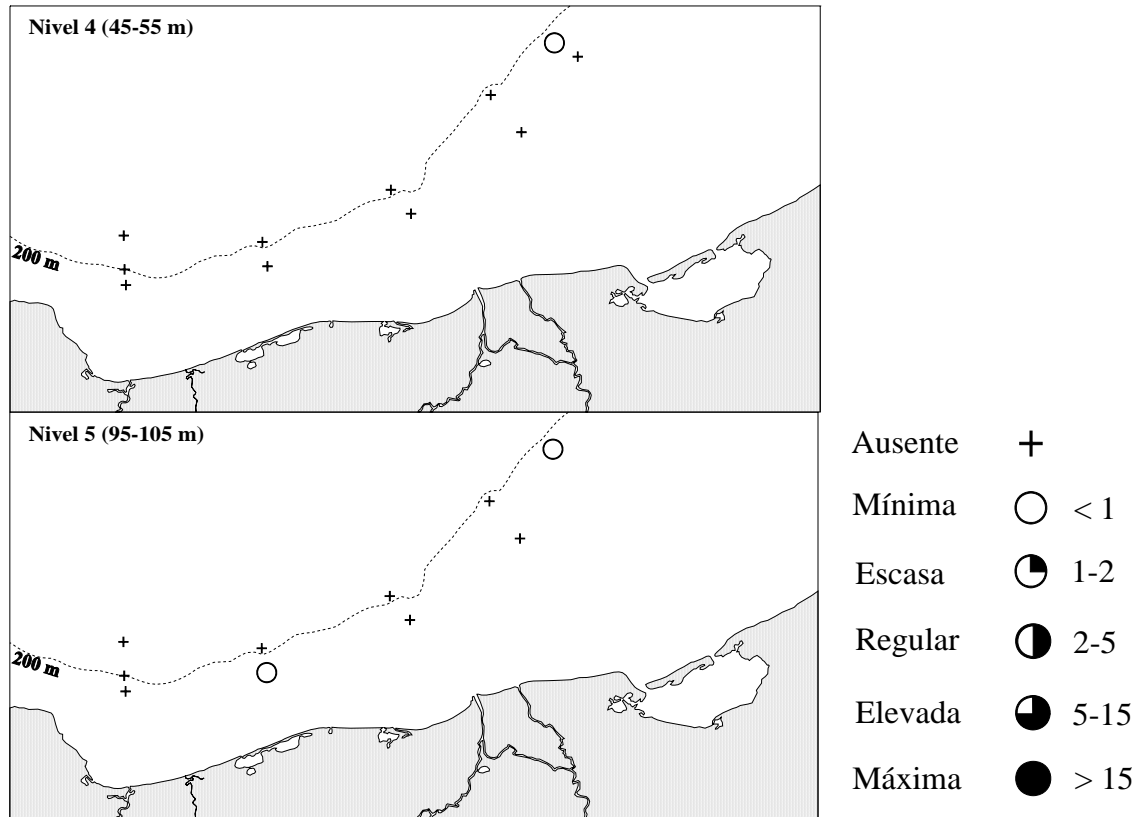 Nivel 4 (45-55 m)
200 m
Nivel 5 (95-105 m)
200 m
Ausente +
Mínima < 1
Escasa 1-2
Regular 2-5
Elevada 5-15
Máxima > 15